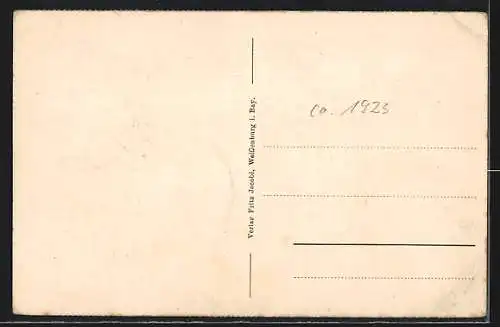 Verlag Fritz Jacobi, Weißenburg i. Bay.
ca. 1923